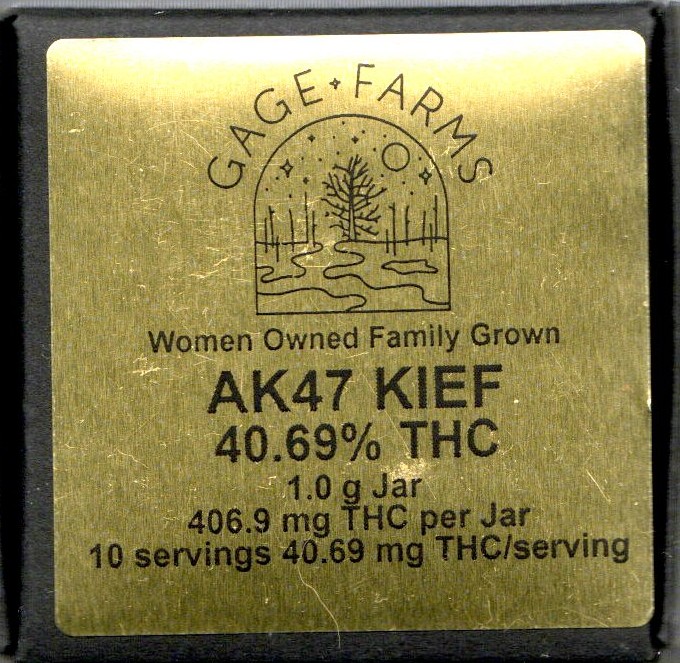 GAGE FARMS
Women Owned Family Grown
AK47 KIEF
40.69% THC
1.0 g Jar
406.9 mg THC per Jar
10 servings 40.69 mg THC/serving